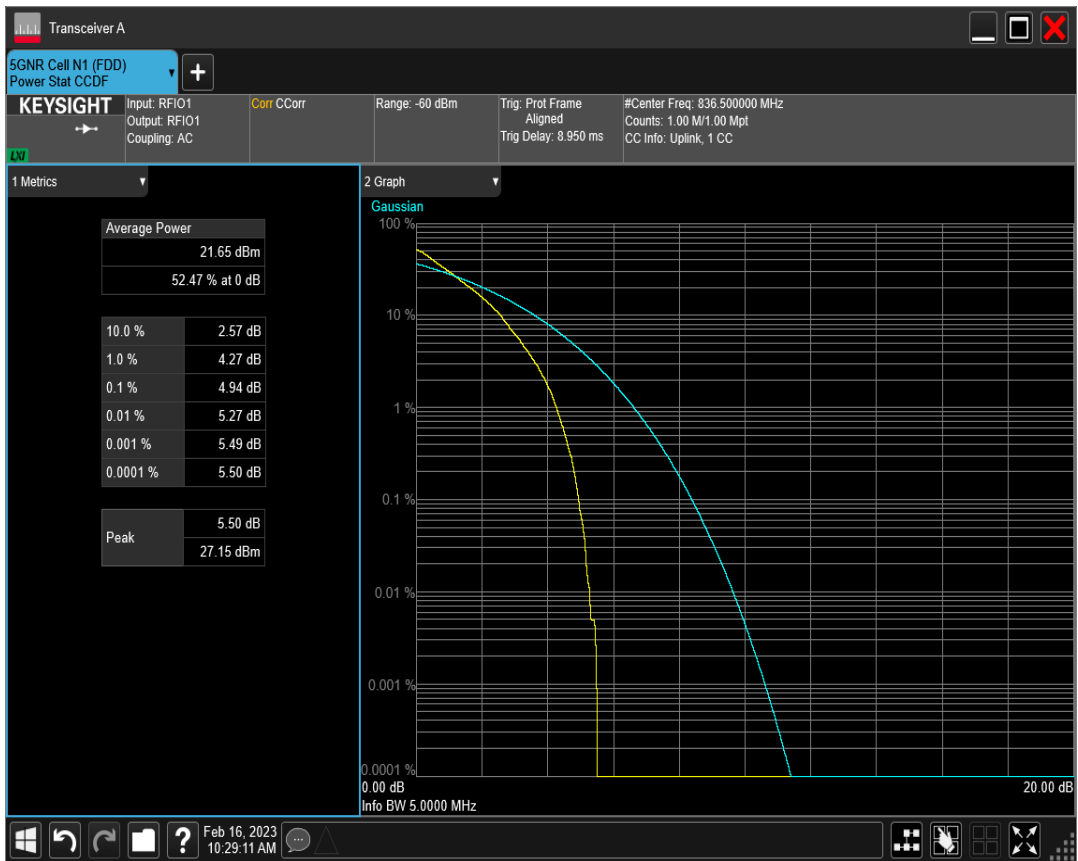 Transceiver A
5GNR Cell N1 (FDD)
Power Stat CCDF
KEYSIGHT
LXI
Input: RFIO1
Output: RFIO1
Coupling: AC
Corr CCorr
Range: -60 dBm
Trig: Prot Frame
Aligned
Trig Delay: 8.950 ms
#Center Freq: 836.500000 MHz
Counts: 1.00 M/1.00 Mpt
CC Info: Uplink, 1 CC
1 Metrics
Average Power
21.65 dBm
52.47 % at 0 dB
10.0 % 2.57 dB
1.0 % 4.27 dB
0.1 % 4.94 dB
0.01 % 5.27 dB
0.001 % 5.49 dB
0.0001 % 5.50 dB
Peak
5.50 dB
27.15 dBm
2 Graph
Gaussian
100 %
10 %
1 %
0.1 %
0.01 %
0.001 %
0.0001 %
0.00 dB 20.00 dB
Info BW 5.0000 MHz
Feb 16, 2023
10:29:11 AM